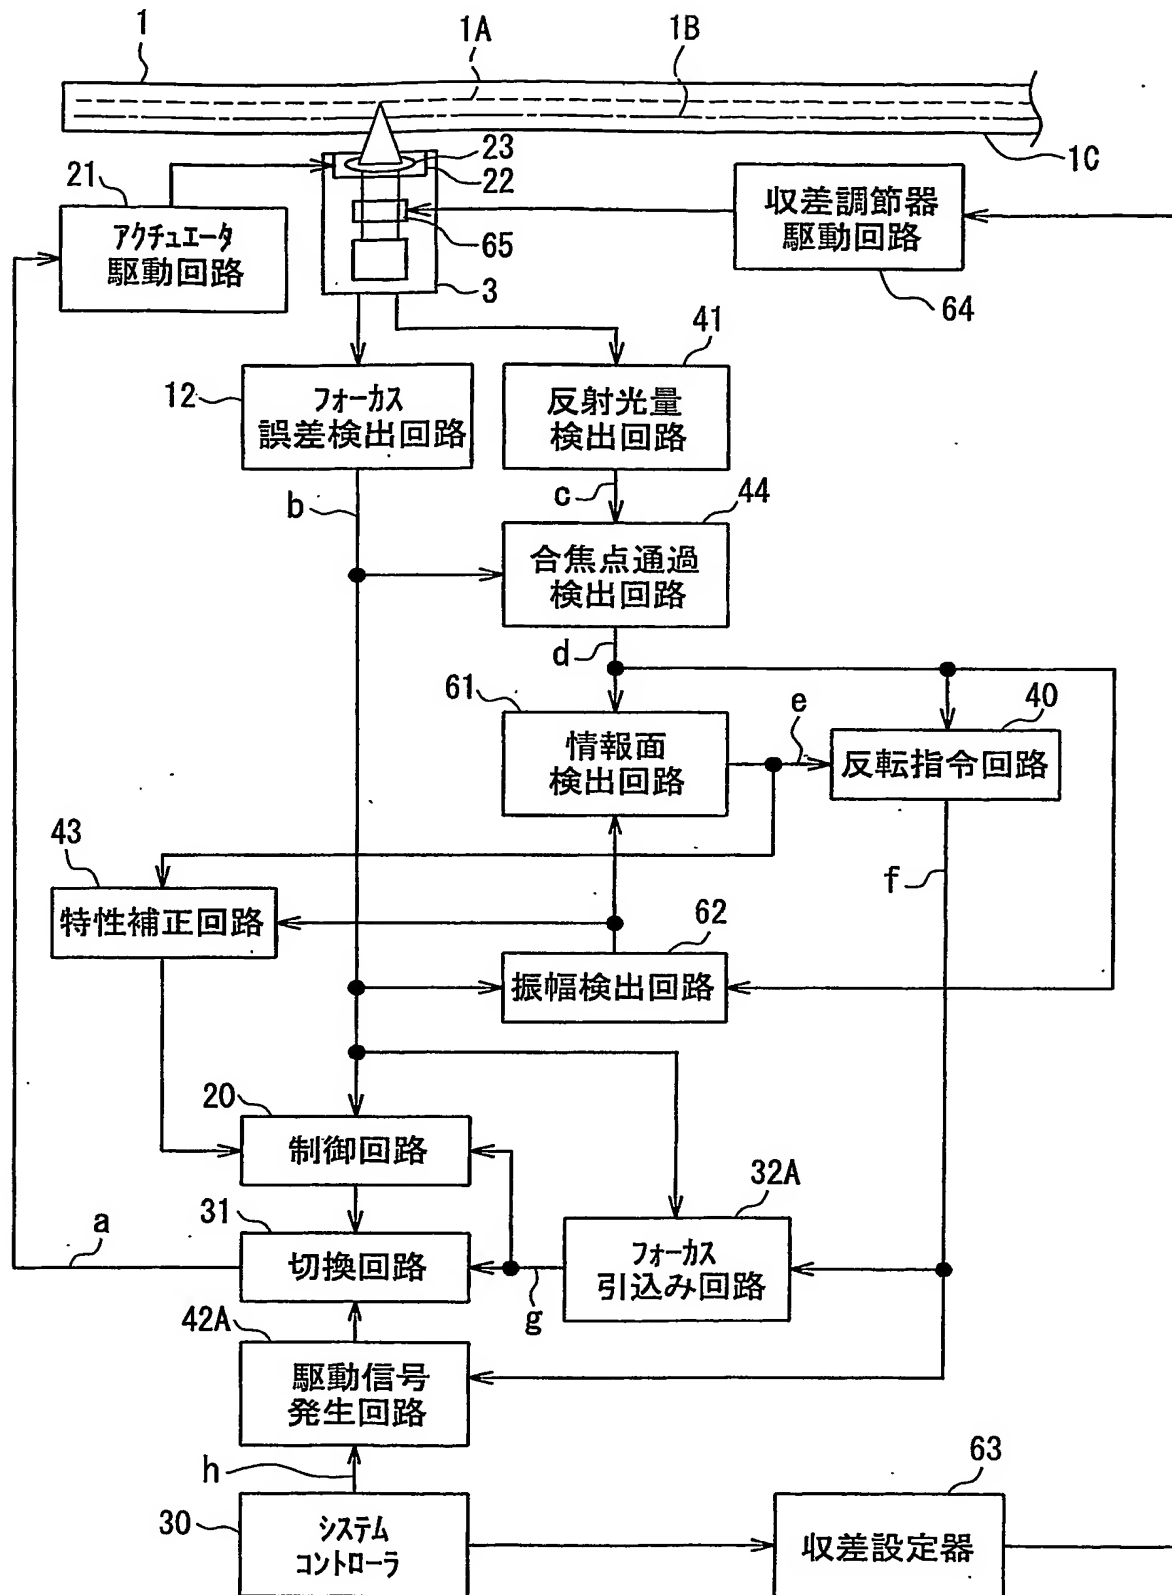 1
1A
1B
1C
21
アクチュエータ
駆動回路
23
22
65
3
収差調節器
駆動回路
64
12
フォーカス
誤差検出回路
41
反射光量
検出回路
b
c
44
合焦点通過
検出回路
d
61
情報面
検出回路
e
40
反転指令回路
43
特性補正回路
f
62
振幅検出回路
20
制御回路
32A
フォーカス
引込み回路
31
切換回路
a
g
42A
駆動信号
発生回路
h
30
システム
コントローラ
63
収差設定器